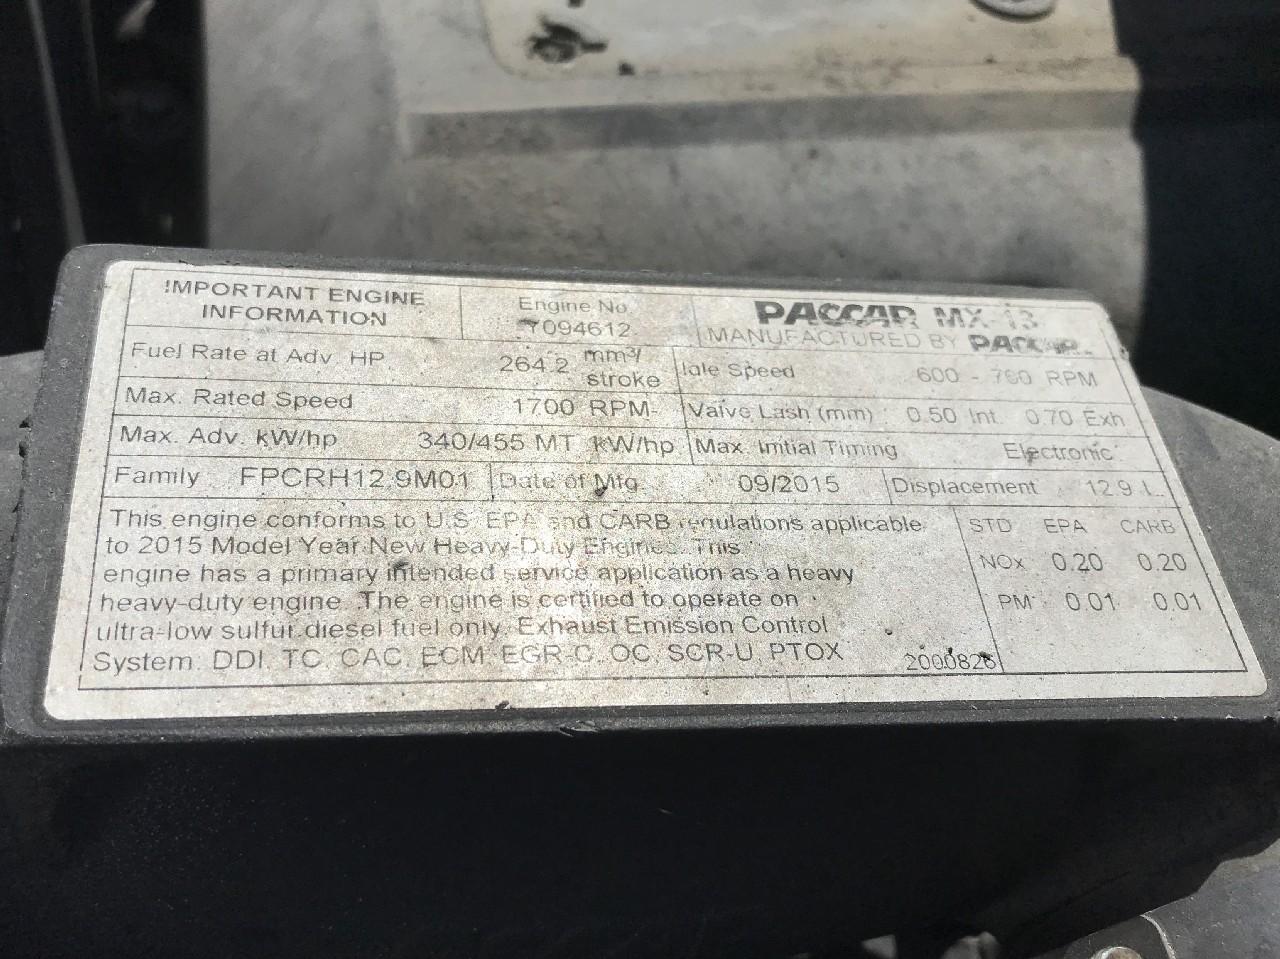 IMPORTANT ENGINE
INFORMATION
Engine No.
7094612
PACCAR MX-13
MANUFACTURED BY PACCAR
Fuel Rate at Adv. HP 264.2 mm³/
stroke
Idle Speed 600 - 700 RPM
Max. Rated Speed 1700 RPM
Valve Lash (mm) 0.50 Int. 0.70 Exh
Max. Adv. kW/hp 340/455 MT kW/hp
Max. Initial Timing Electronic
Family FPCRH12.9M01
Date of Mfg 09/2015
Displacement 12.9 L
This engine conforms to U.S. EPA and CARB regulations applicable
to 2015 Model Year New Heavy-Duty Engines. This
engine has a primary intended service application as a heavy
heavy-duty engine. The engine is certified to operate on
ultra-low sulfur diesel fuel only. Exhaust Emission Control
System: DDI, TC, CAC, ECM, EGR-C, OC, SCR-U, PTOX
2000826
STD EPA CARB
NOx 0.20 0.20
PM 0.01 0.01